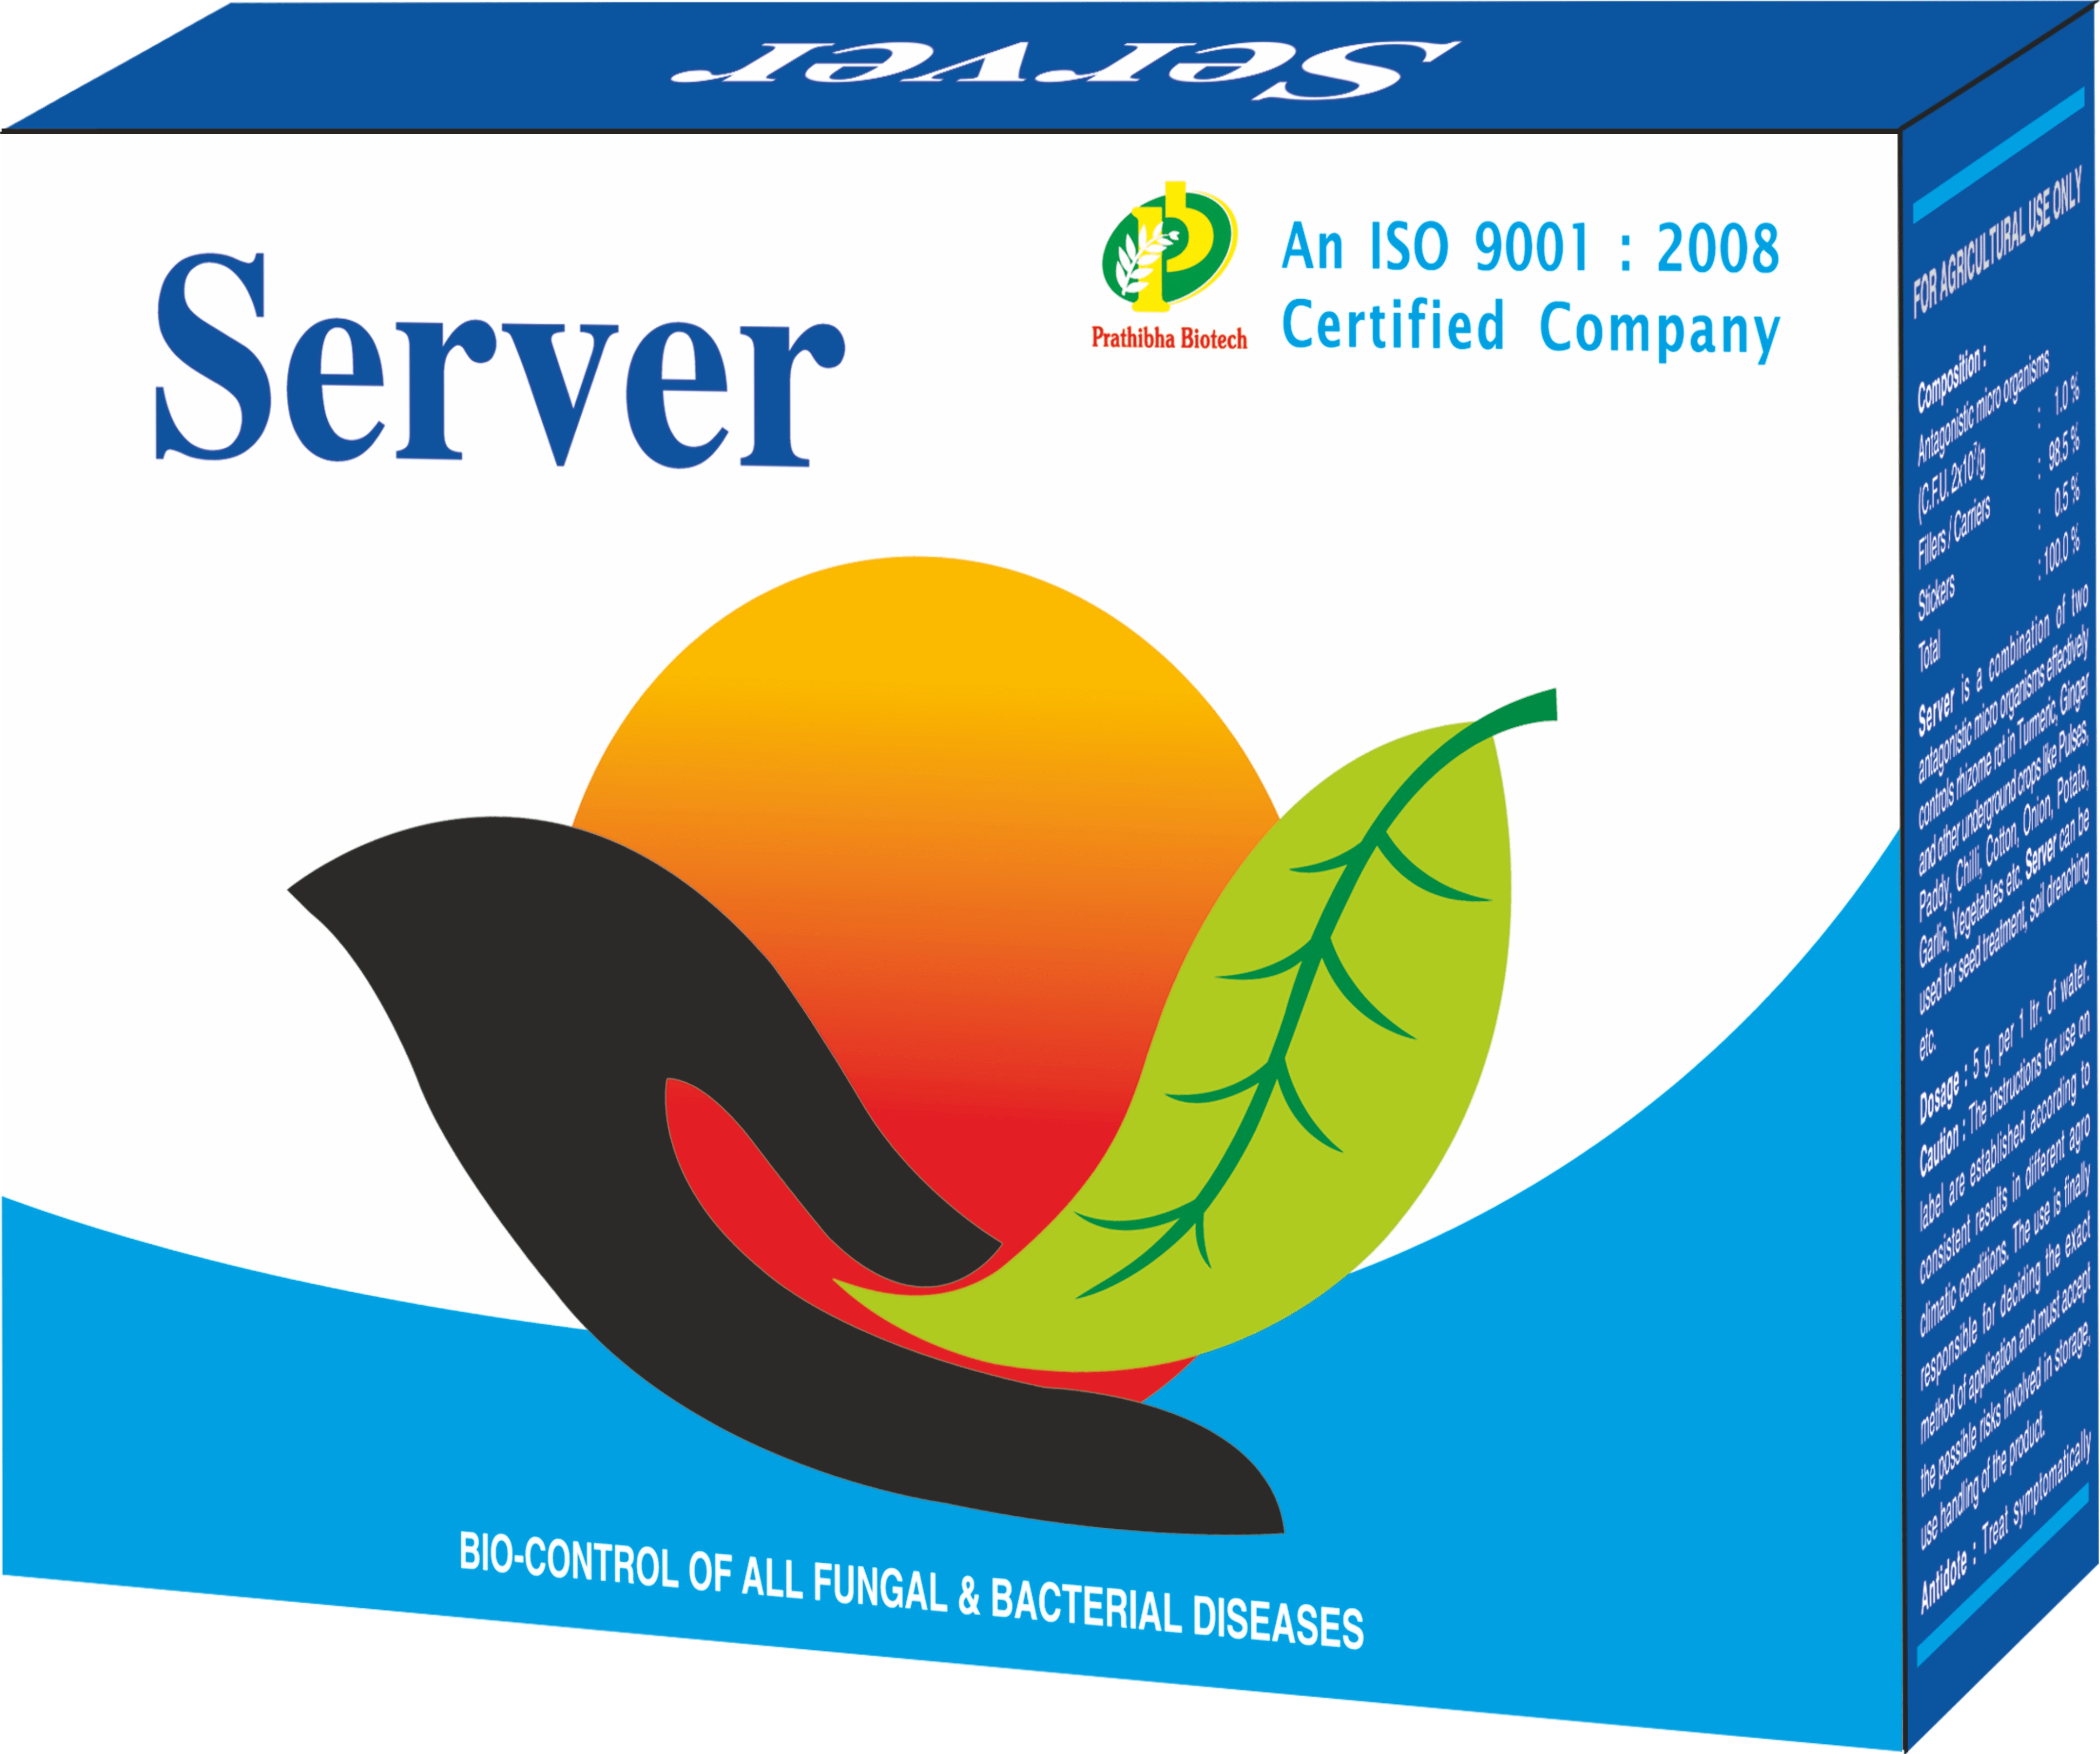 Server
Server
Prathibha Biotech
An ISO 9001 : 2008
Certified Company
BIO-CONTROL OF ALL FUNGAL & BACTERIAL DISEASES
FOR AGRICULTURAL USE ONLY
Composition :
Antagonistic micro organisms
(C.F.U. 2x10⁷/g : 1.0 %
Fillers / Carriers : 98.5 %
Stickers : 0.5 %
Total : 100.0 %
Server is a combination of two
antagonistic micro organisms effectively
controls rhizome rot in Turmeric, Ginger
and other underground crops like Pulses,
Paddy, Chilli, Cotton, Onion, Potato,
Garlic, Vegetables etc. Server can be
used for seed treatment, soil drenching
etc.
Dosage : 5 g. per 1 ltr. of water.
Caution : The instructions for use on
label are established according to
consistent results in different agro
climatic conditions. The use is finally
responsible for deciding the exact
method of application and must accept
the possible risks involved in storage,
use handling of the product.
Antidote : Treat symptomatically